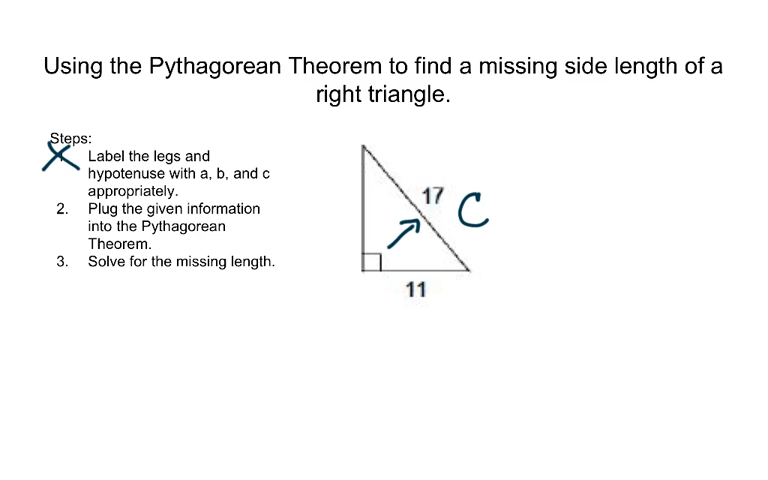 Using the Pythagorean Theorem to find a missing side length of a
right triangle.
Steps:
Label the legs and
hypotenuse with a, b, and c
appropriately.
2. Plug the given information
into the Pythagorean
Theorem.
3. Solve for the missing length.
17 C
11